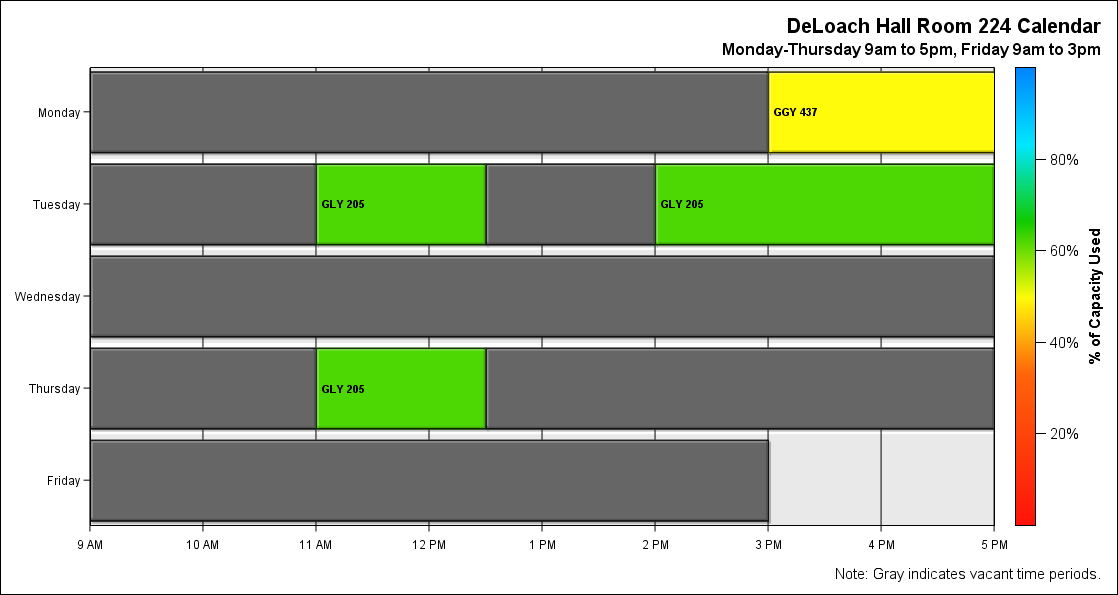 DeLoach Hall Room 224 Calendar
Monday-Thursday 9am to 5pm, Friday 9am to 3pm
Monday
GGY 437
80%
Tuesday
GLY 205
GLY 205
60%
% of Capacity Used
Wednesday
40%
Thursday
GLY 205
20%
Friday
9 AM 10 AM 11 AM 12 PM 1 PM 2 PM 3 PM 4 PM 5 PM
Note: Gray indicates vacant time periods.